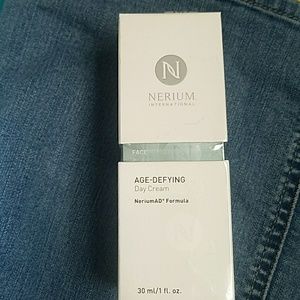 N
NERIUM
INTERNATIONAL
FACE
AGE-DEFYING
Day Cream
NeriumAD® Formula
30 ml/1 fl. oz.